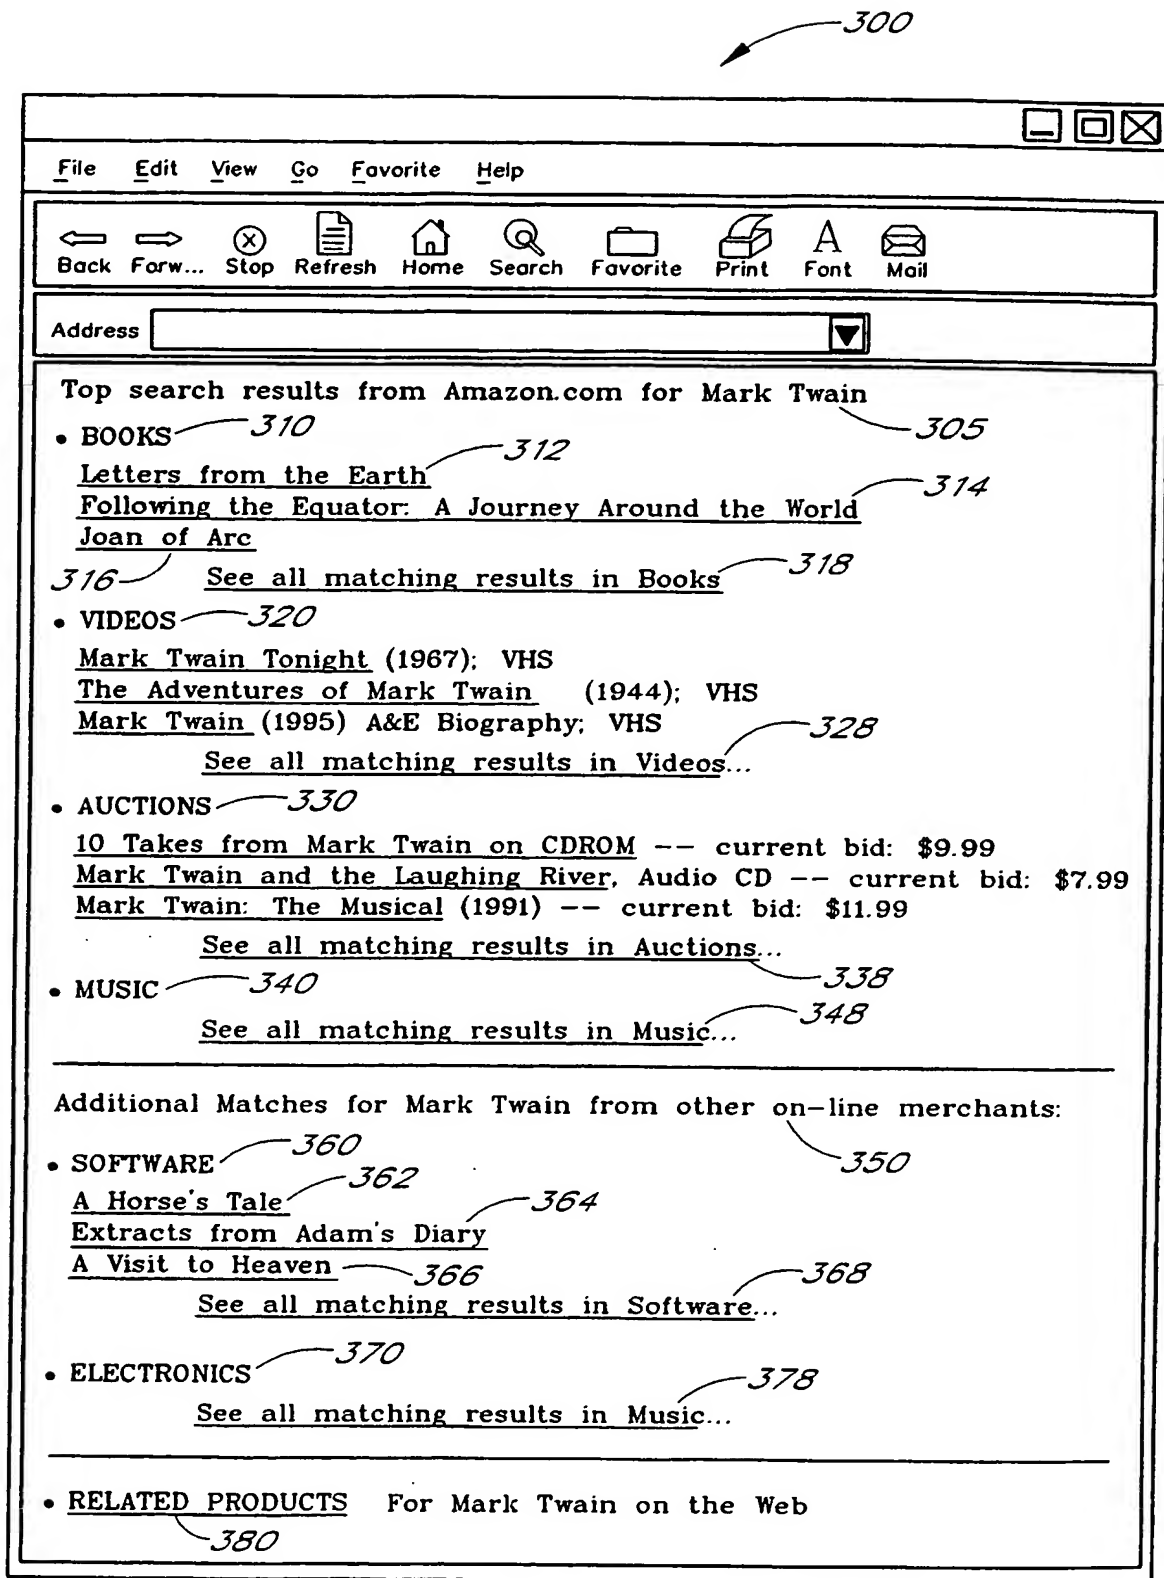 300
File Edit View Go Favorite Help
Back Forw... Stop Refresh Home Search Favorite Print Font Mail
Address
Top search results from Amazon.com for Mark Twain
305
• BOOKS 310
312
Letters from the Earth
314
Following the Equator: A Journey Around the World
Joan of Arc
316 See all matching results in Books 318
• VIDEOS 320
Mark Twain Tonight (1967); VHS
The Adventures of Mark Twain (1944); VHS
Mark Twain (1995) A&E Biography; VHS
328
See all matching results in Videos...
• AUCTIONS 330
10 Takes from Mark Twain on CDROM -- current bid: $9.99
Mark Twain and the Laughing River, Audio CD -- current bid: $7.99
Mark Twain: The Musical (1991) -- current bid: $11.99
See all matching results in Auctions...
338
• MUSIC 340
348
See all matching results in Music...
Additional Matches for Mark Twain from other on-line merchants:
350
• SOFTWARE 360
362
A Horse's Tale
364
Extracts from Adam's Diary
A Visit to Heaven 366
368
See all matching results in Software...
• ELECTRONICS 370
378
See all matching results in Music...
• RELATED PRODUCTS For Mark Twain on the Web
380